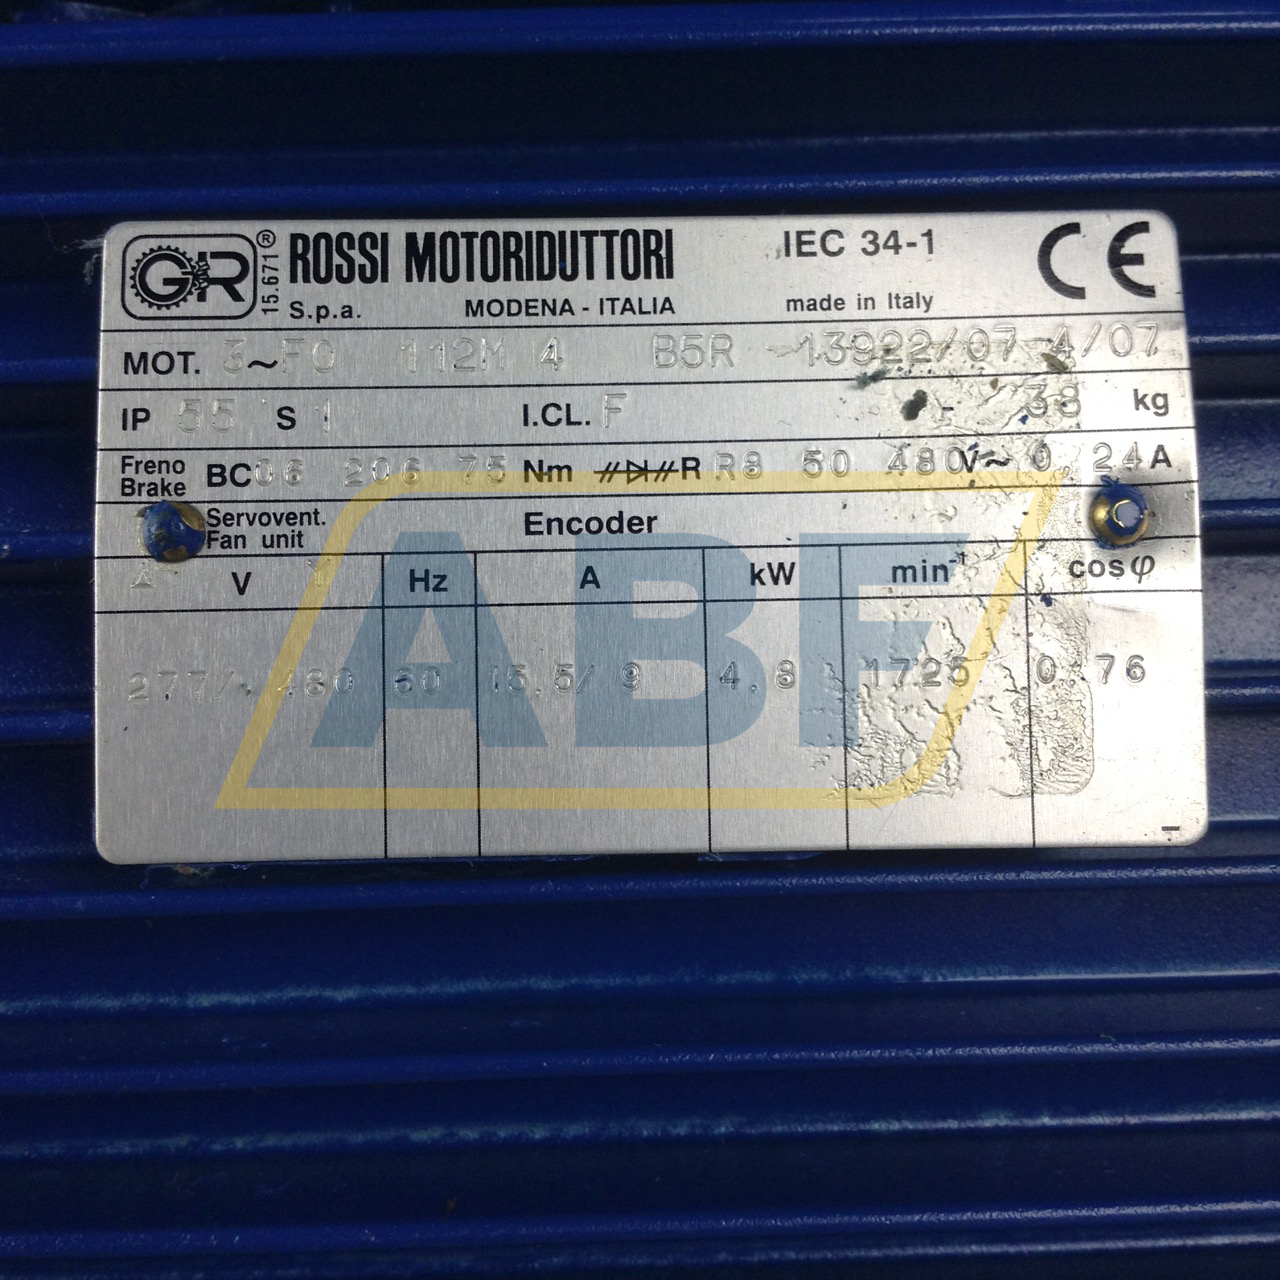 GR ® 15.671 ROSSI MOTORIDUTTORI IEC 34-1 CE
S.p.a. MODENA - ITALIA made in Italy
MOT. 3~FO 112M 4 B5R -13922/07-4/07
IP 55 S 1 I.CL. F - 38 kg
Freno BC06 206 75 Nm R R8 50 480V~ 0.24A
Brake
Servovent. Encoder
Fan unit
Δ V Y Hz A kW min-1 cosφ
277/480 60 15.5/ 9 4.8 1725 0.76
ABF